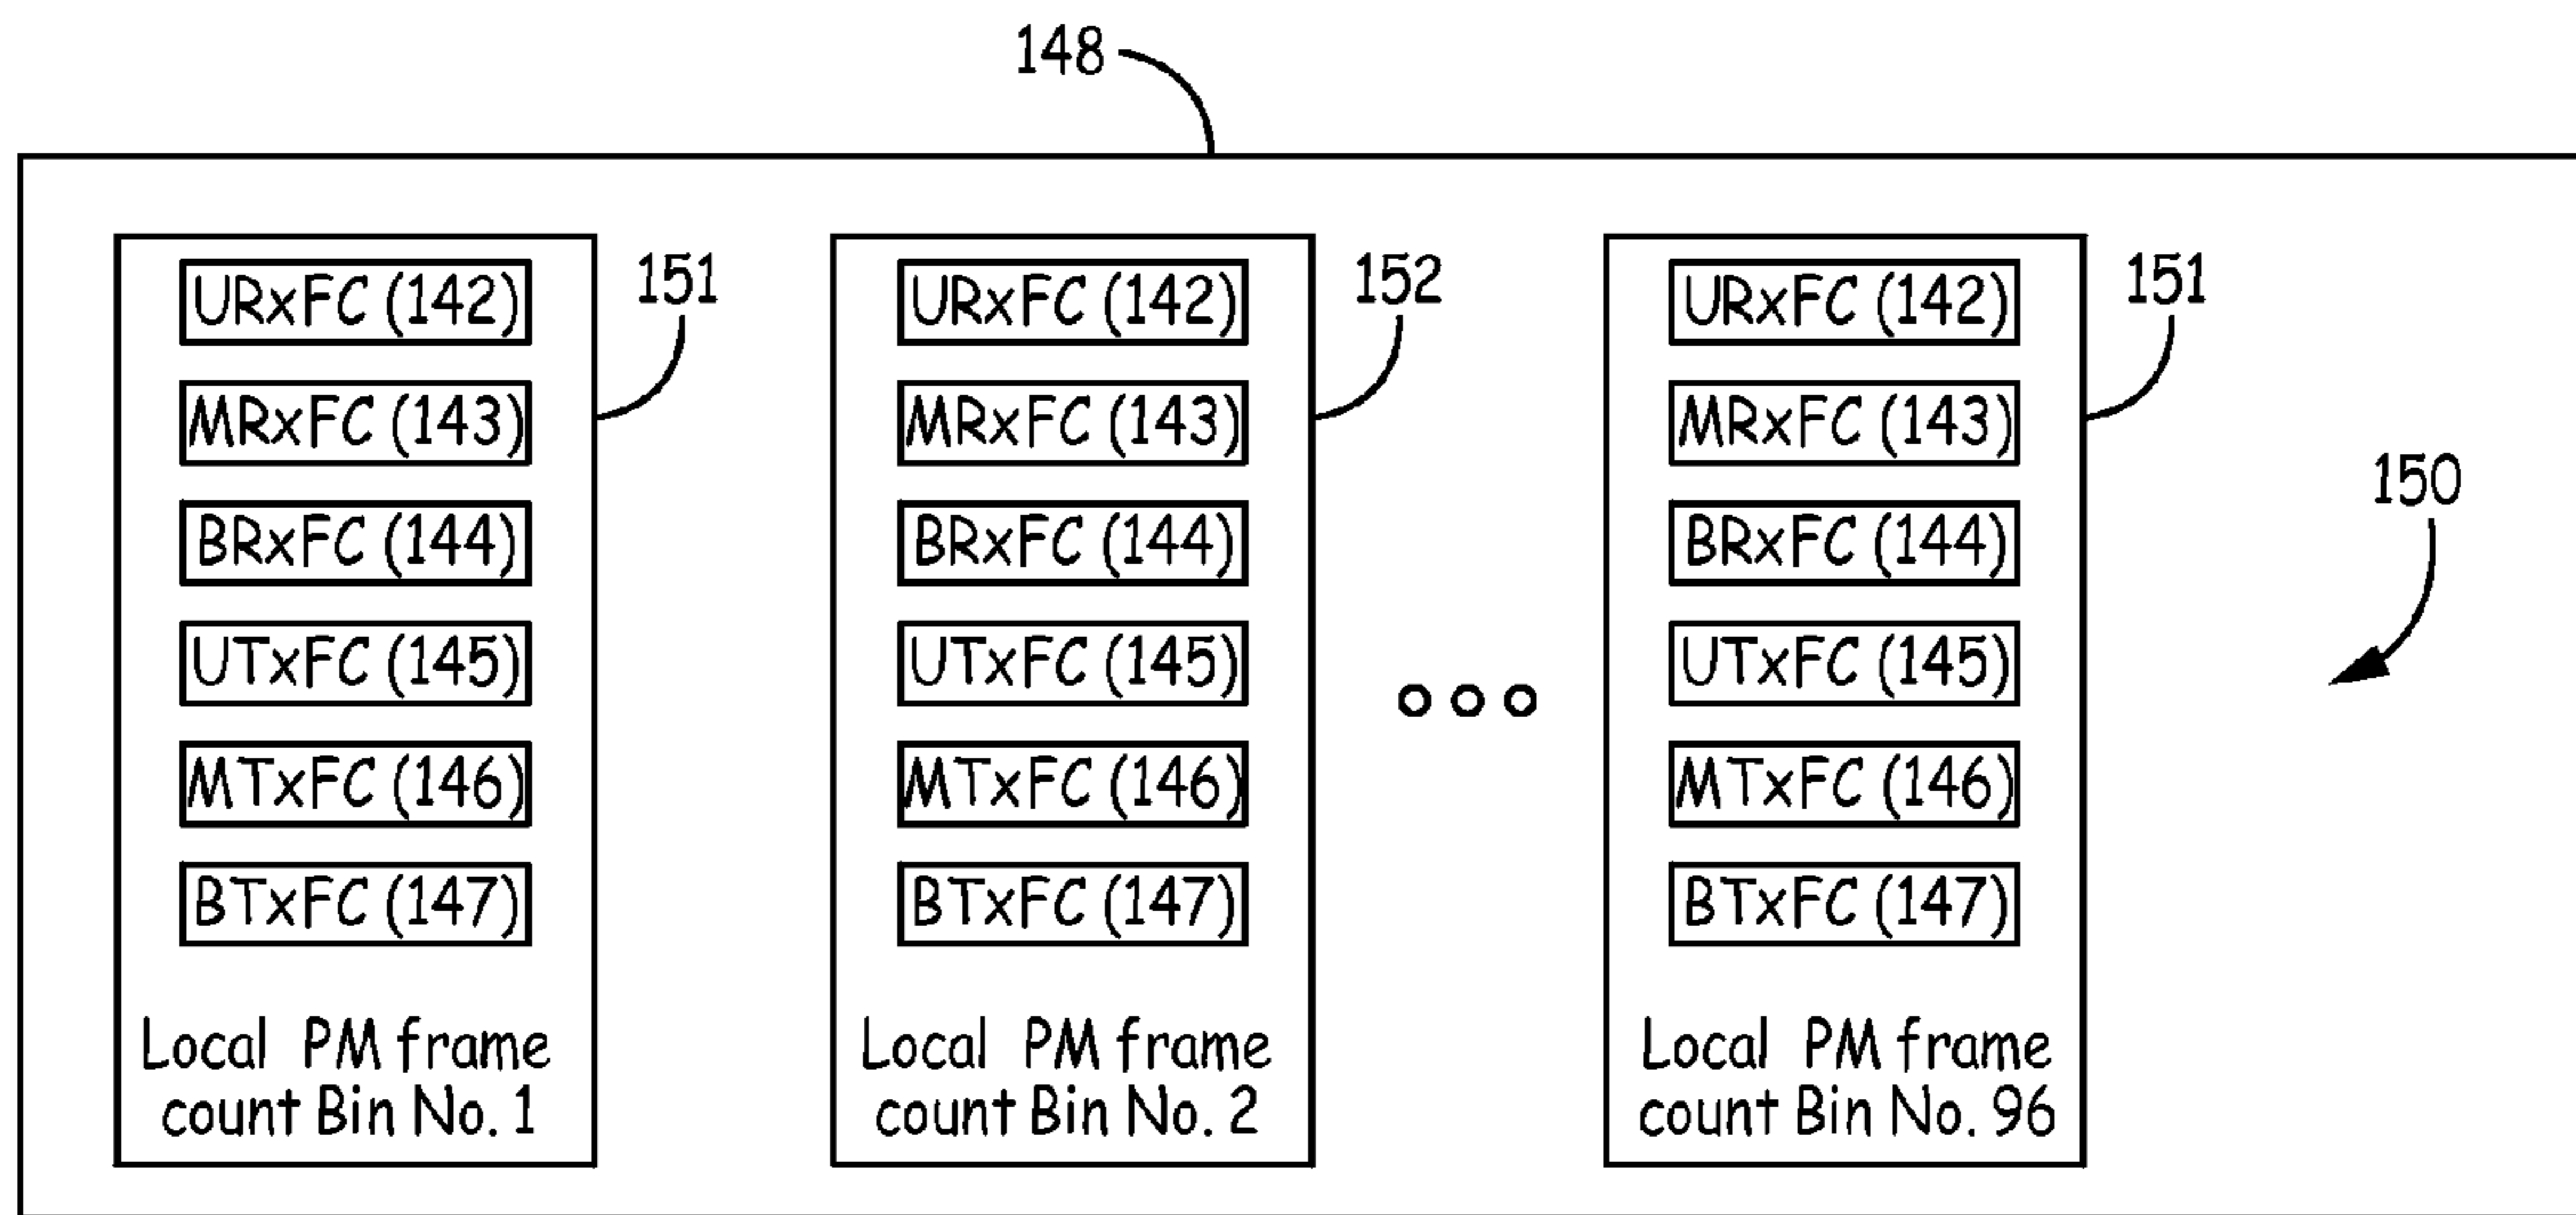 148
URxFC (142)
MRxFC (143)
BRxFC (144)
UTxFC (145)
MTxFC (146)
BTxFC (147)
Local PM frame
count Bin No. 1
151
URxFC (142)
MRxFC (143)
BRxFC (144)
UTxFC (145)
MTxFC (146)
BTxFC (147)
Local PM frame
count Bin No. 2
152
URxFC (142)
MRxFC (143)
BRxFC (144)
UTxFC (145)
MTxFC (146)
BTxFC (147)
Local PM frame
count Bin No. 96
151
150